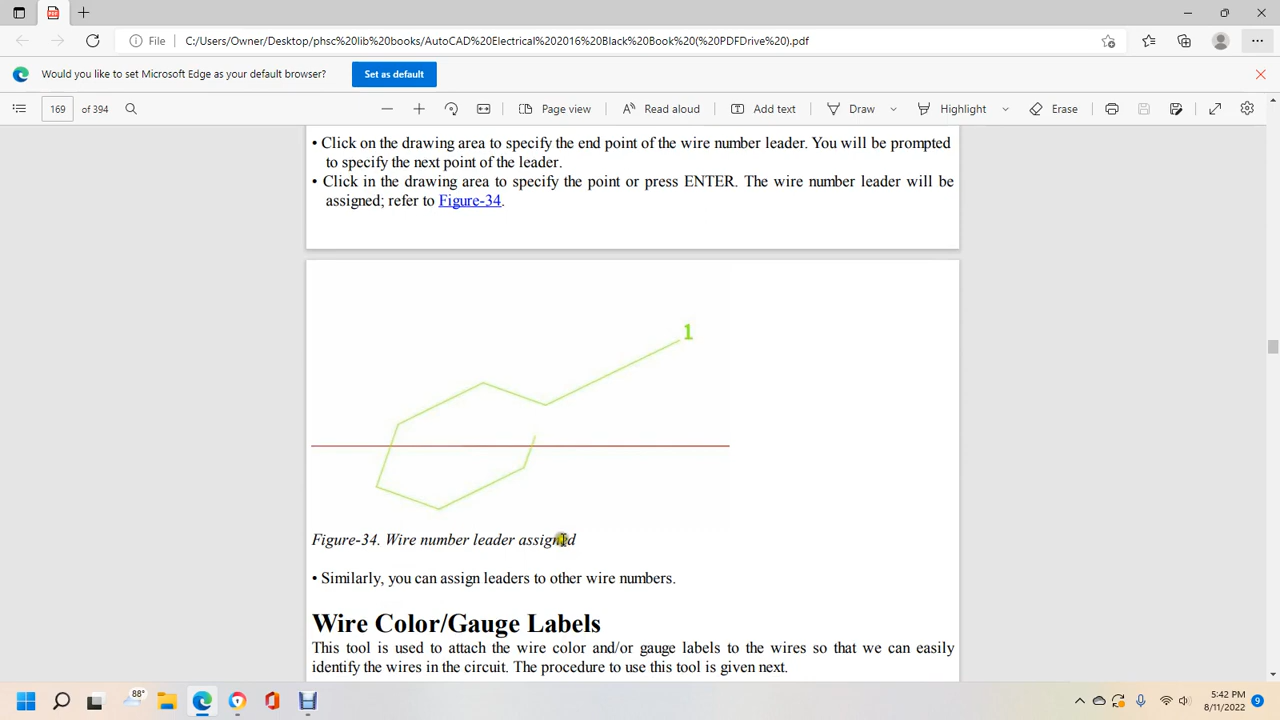 File
C:/Users/Owner/Desktop/phsc%20lib%20books/AutoCAD%20Electrical%202016%20Black%20Book%20(%20PDFDrive%20).pdf
Would you like to set Microsoft Edge as your default browser?
Set as default
169 of 394
Page view
Read aloud
Add text
Draw
Highlight
Erase
• Click on the drawing area to specify the end point of the wire number leader. You will be prompted
to specify the next point of the leader.
• Click in the drawing area to specify the point or press ENTER. The wire number leader will be
assigned; refer to Figure-34.
1
Figure-34. Wire number leader assigned
• Similarly, you can assign leaders to other wire numbers.
Wire Color/Gauge Labels
This tool is used to attach the wire color and/or gauge labels to the wires so that we can easily
identify the wires in the circuit. The procedure to use this tool is given next.
88°
5:42 PM
8/11/2022
9